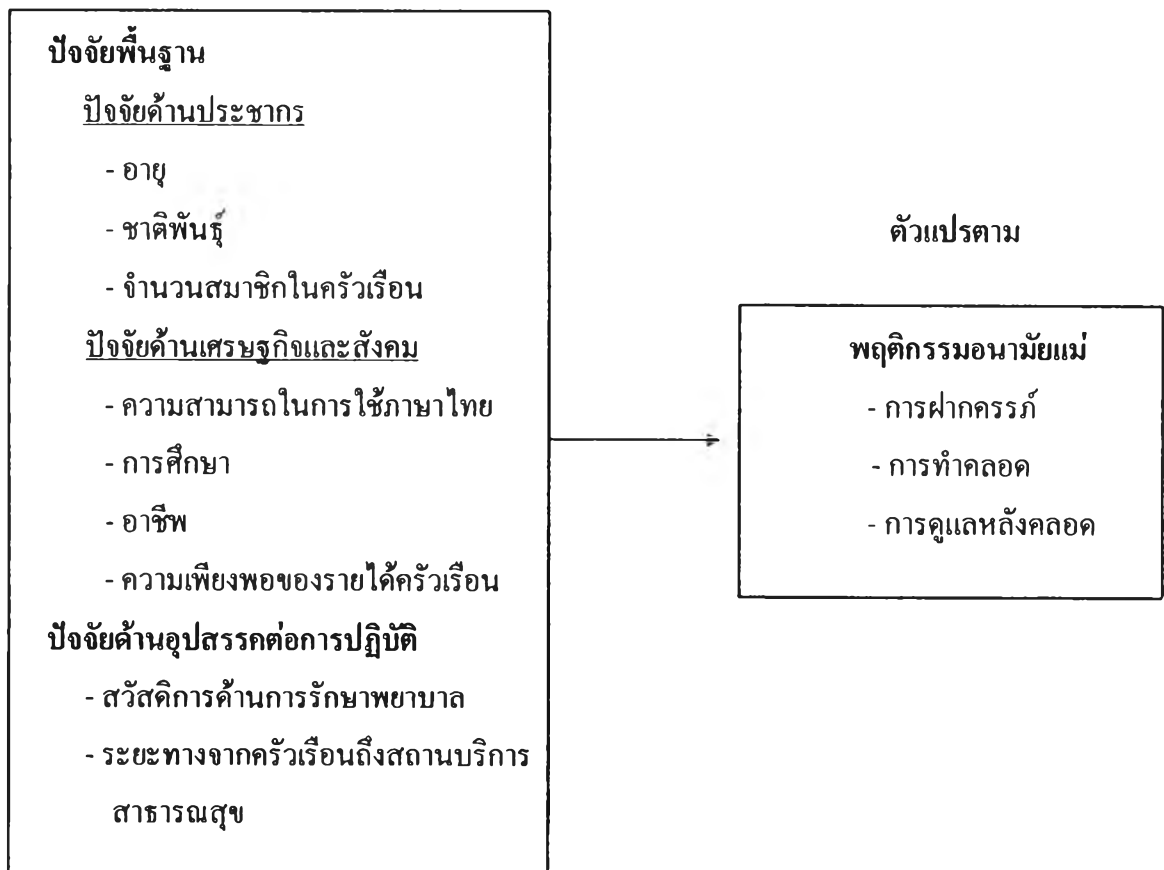 ปัจจัยพื้นฐาน
ปัจจัยด้านประชากร
- อายุ
- ชาติพันธุ์
- จำนวนสมาชิกในครัวเรือน
ปัจจัยด้านเศรษฐกิจและสังคม
- ความสามารถในการใช้ภาษาไทย
- การศึกษา
- อาชีพ
- ความเพียงพอของรายได้ครัวเรือน
ปัจจัยด้านอุปสรรคต่อการปฏิบัติ
- สวัสดิการด้านการรักษาพยาบาล
- ระยะทางจากครัวเรือนถึงสถานบริการ
สาธารณสุข
ตัวแปรตาม
พฤติกรรมอนามัยแม่
- การฝากครรภ์
- การทำคลอด
- การดูแลหลังคลอด